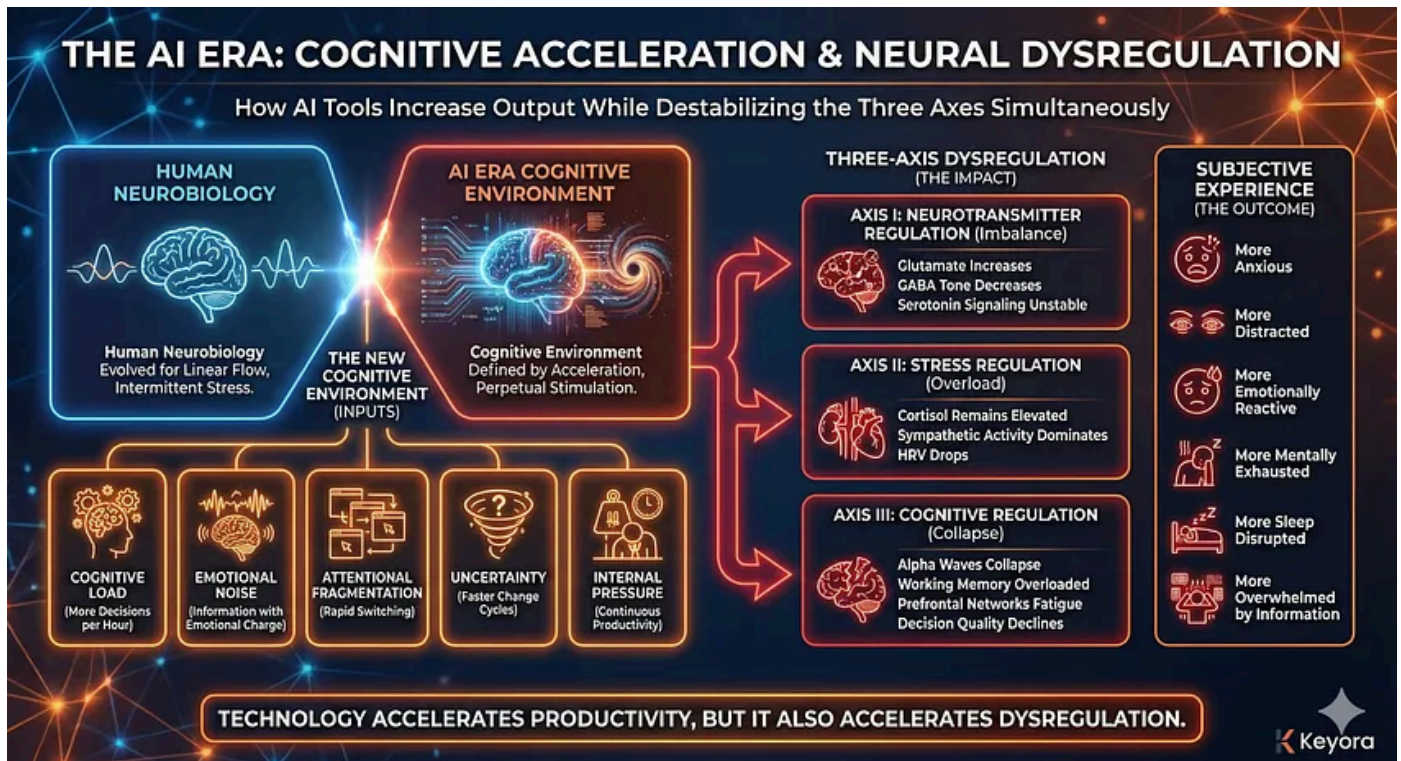 THE AI ERA: COGNITIVE ACCELERATION & NEURAL DYSREGULATION
How AI Tools Increase Output While Destabilizing the Three Axes Simultaneously
HUMAN
NEUROBIOLOGY
Human Neurobiology
Evolved for Linear Flow,
Intermittent Stress.
AI ERA COGNITIVE
ENVIRONMENT
Cognitive Environment
Defined by Acceleration,
Perpetual Stimulation.
THE NEW
COGNITIVE
ENVIRONMENT
(INPUTS)
COGNITIVE
LOAD
(More Decisions
per Hour)
EMOTIONAL
NOISE
(Information with
Emotional Charge)
ATTENTIONAL
FRAGMENTATION
(Rapid Switching)
?
UNCERTAINTY
(Faster Change
Cycles)
INTERNAL
PRESSURE
(Continuous
Productivity)
THREE-AXIS DYSREGULATION
(THE IMPACT)
AXIS I: NEUROTRANSMITTER
REGULATION (Imbalance)
Glutamate Increases
GABA Tone Decreases
Serotonin Signaling Unstable
AXIS II: STRESS REGULATION
(Overload)
Cortisol Remains Elevated
Sympathetic Activity Dominates
HRV Drops
AXIS III: COGNITIVE REGULATION
(Collapse)
Alpha Waves Collapse
Working Memory Overloaded
Prefrontal Networks Fatigue
Decision Quality Declines
SUBJECTIVE
EXPERIENCE
(THE OUTCOME)
More
Anxious
More
Distracted
More
Emotionally
Reactive
Z
More Mentally
Exhausted
zZZ
More Sleep
Disrupted
More
Overwhelmed
by Information
TECHNOLOGY ACCELERATES PRODUCTIVITY, BUT IT ALSO ACCELERATES DYSREGULATION.
Keyora